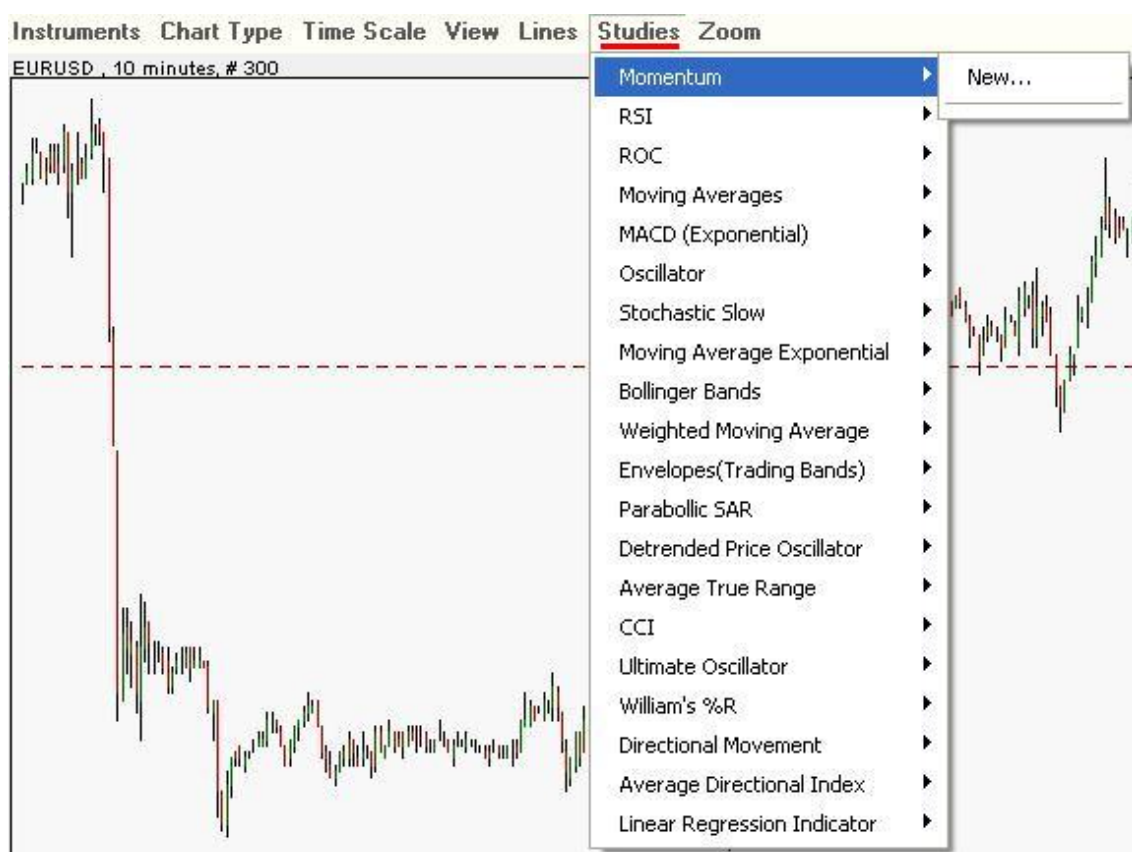 Instruments Chart Type Time Scale View Lines Studies Zoom
EURUSD , 10 minutes, # 300
Momentum
New...
RSI
ROC
Moving Averages
MACD (Exponential)
Oscillator
Stochastic Slow
Moving Average Exponential
Bollinger Bands
Weighted Moving Average
Envelopes(Trading Bands)
Parabollic SAR
Detrended Price Oscillator
Average True Range
CCI
Ultimate Oscillator
William's %R
Directional Movement
Average Directional Index
Linear Regression Indicator